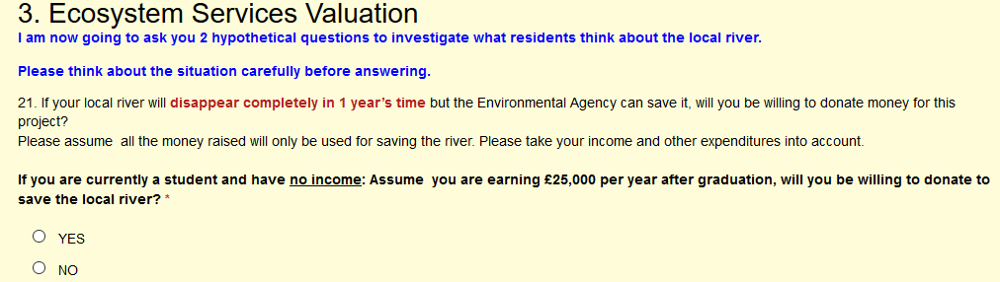 3. Ecosystem Services Valuation
I am now going to ask you 2 hypothetical questions to investigate what residents think about the local river.
Please think about the situation carefully before answering.
21. If your local river will disappear completely in 1 year's time but the Environmental Agency can save it, will you be willing to donate money for this
project?
Please assume  all the money raised will only be used for saving the river. Please take your income and other expenditures into account.
If you are currently a student and have no income: Assume  you are earning £25,000 per year after graduation, will you be willing to donate to
save the local river? *
YES
NO